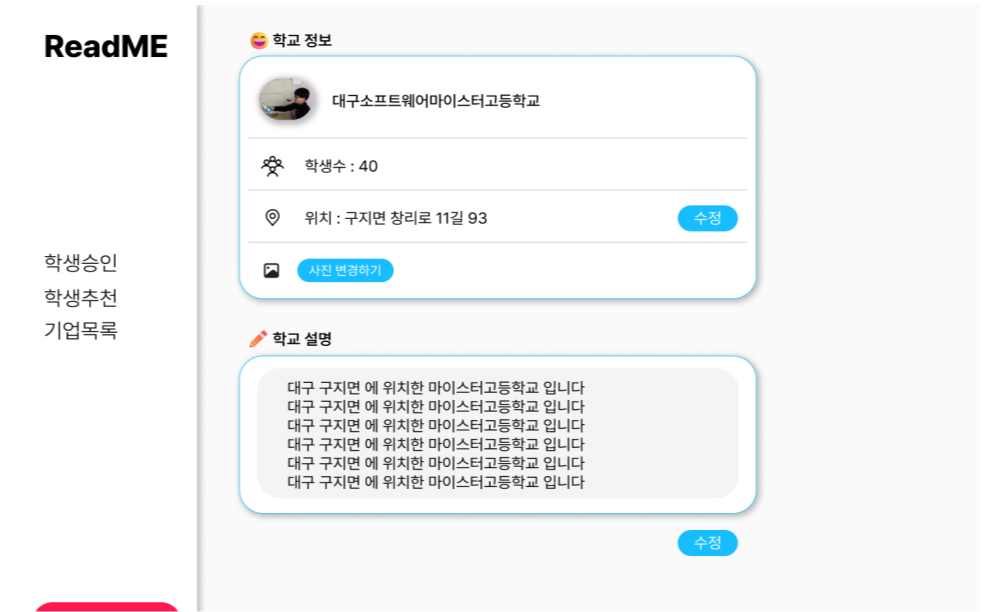 ReadME
학생승인
학생추천
기업목록
😄 학교 정보
대구소프트웨어마이스터고등학교
학생수 : 40
위치 : 구지면 창리로 11길 93
수정
사진 변경하기
✏️ 학교 설명
대구 구지면 에 위치한 마이스터고등학교 입니다
대구 구지면 에 위치한 마이스터고등학교 입니다
대구 구지면 에 위치한 마이스터고등학교 입니다
대구 구지면 에 위치한 마이스터고등학교 입니다
대구 구지면 에 위치한 마이스터고등학교 입니다
대구 구지면 에 위치한 마이스터고등학교 입니다
수정